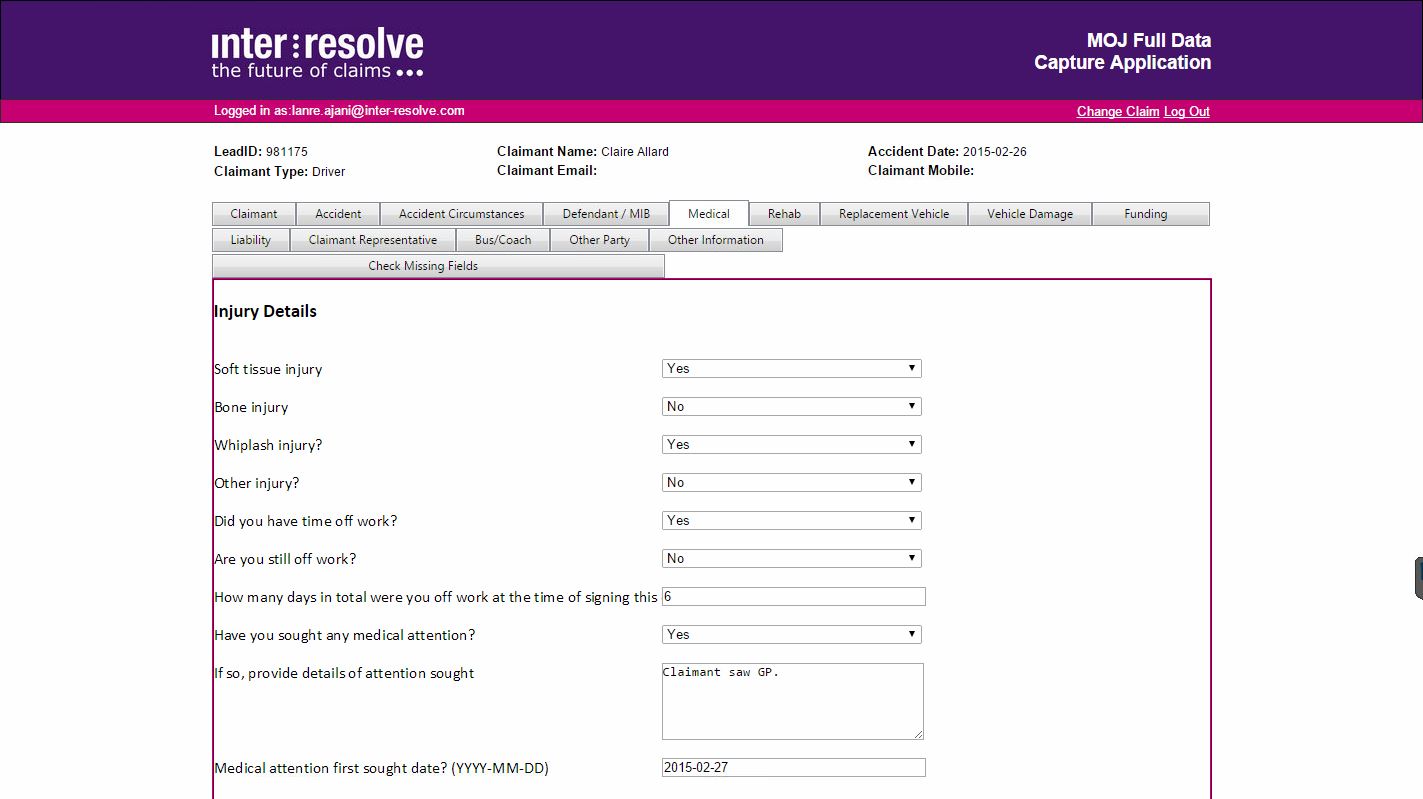 inter:resolve
the future of claims •••
MOJ Full Data
Capture Application
Logged in as:lanre.ajani@inter-resolve.com
Change Claim Log Out
LeadID: 981175
Claimant Name: Claire Allard
Accident Date: 2015-02-26
Claimant Type: Driver
Claimant Email:
Claimant Mobile:
Claimant
Accident
Accident Circumstances
Defendant / MIB
Medical
Rehab
Replacement Vehicle
Vehicle Damage
Funding
Liability
Claimant Representative
Bus/Coach
Other Party
Other Information
Check Missing Fields
Injury Details
Soft tissue injury Yes
Bone injury No
Whiplash injury? Yes
Other injury? No
Did you have time off work? Yes
Are you still off work? No
How many days in total were you off work at the time of signing this 6
Have you sought any medical attention? Yes
If so, provide details of attention sought Claimant saw GP.
Medical attention first sought date? (YYYY-MM-DD) 2015-02-27